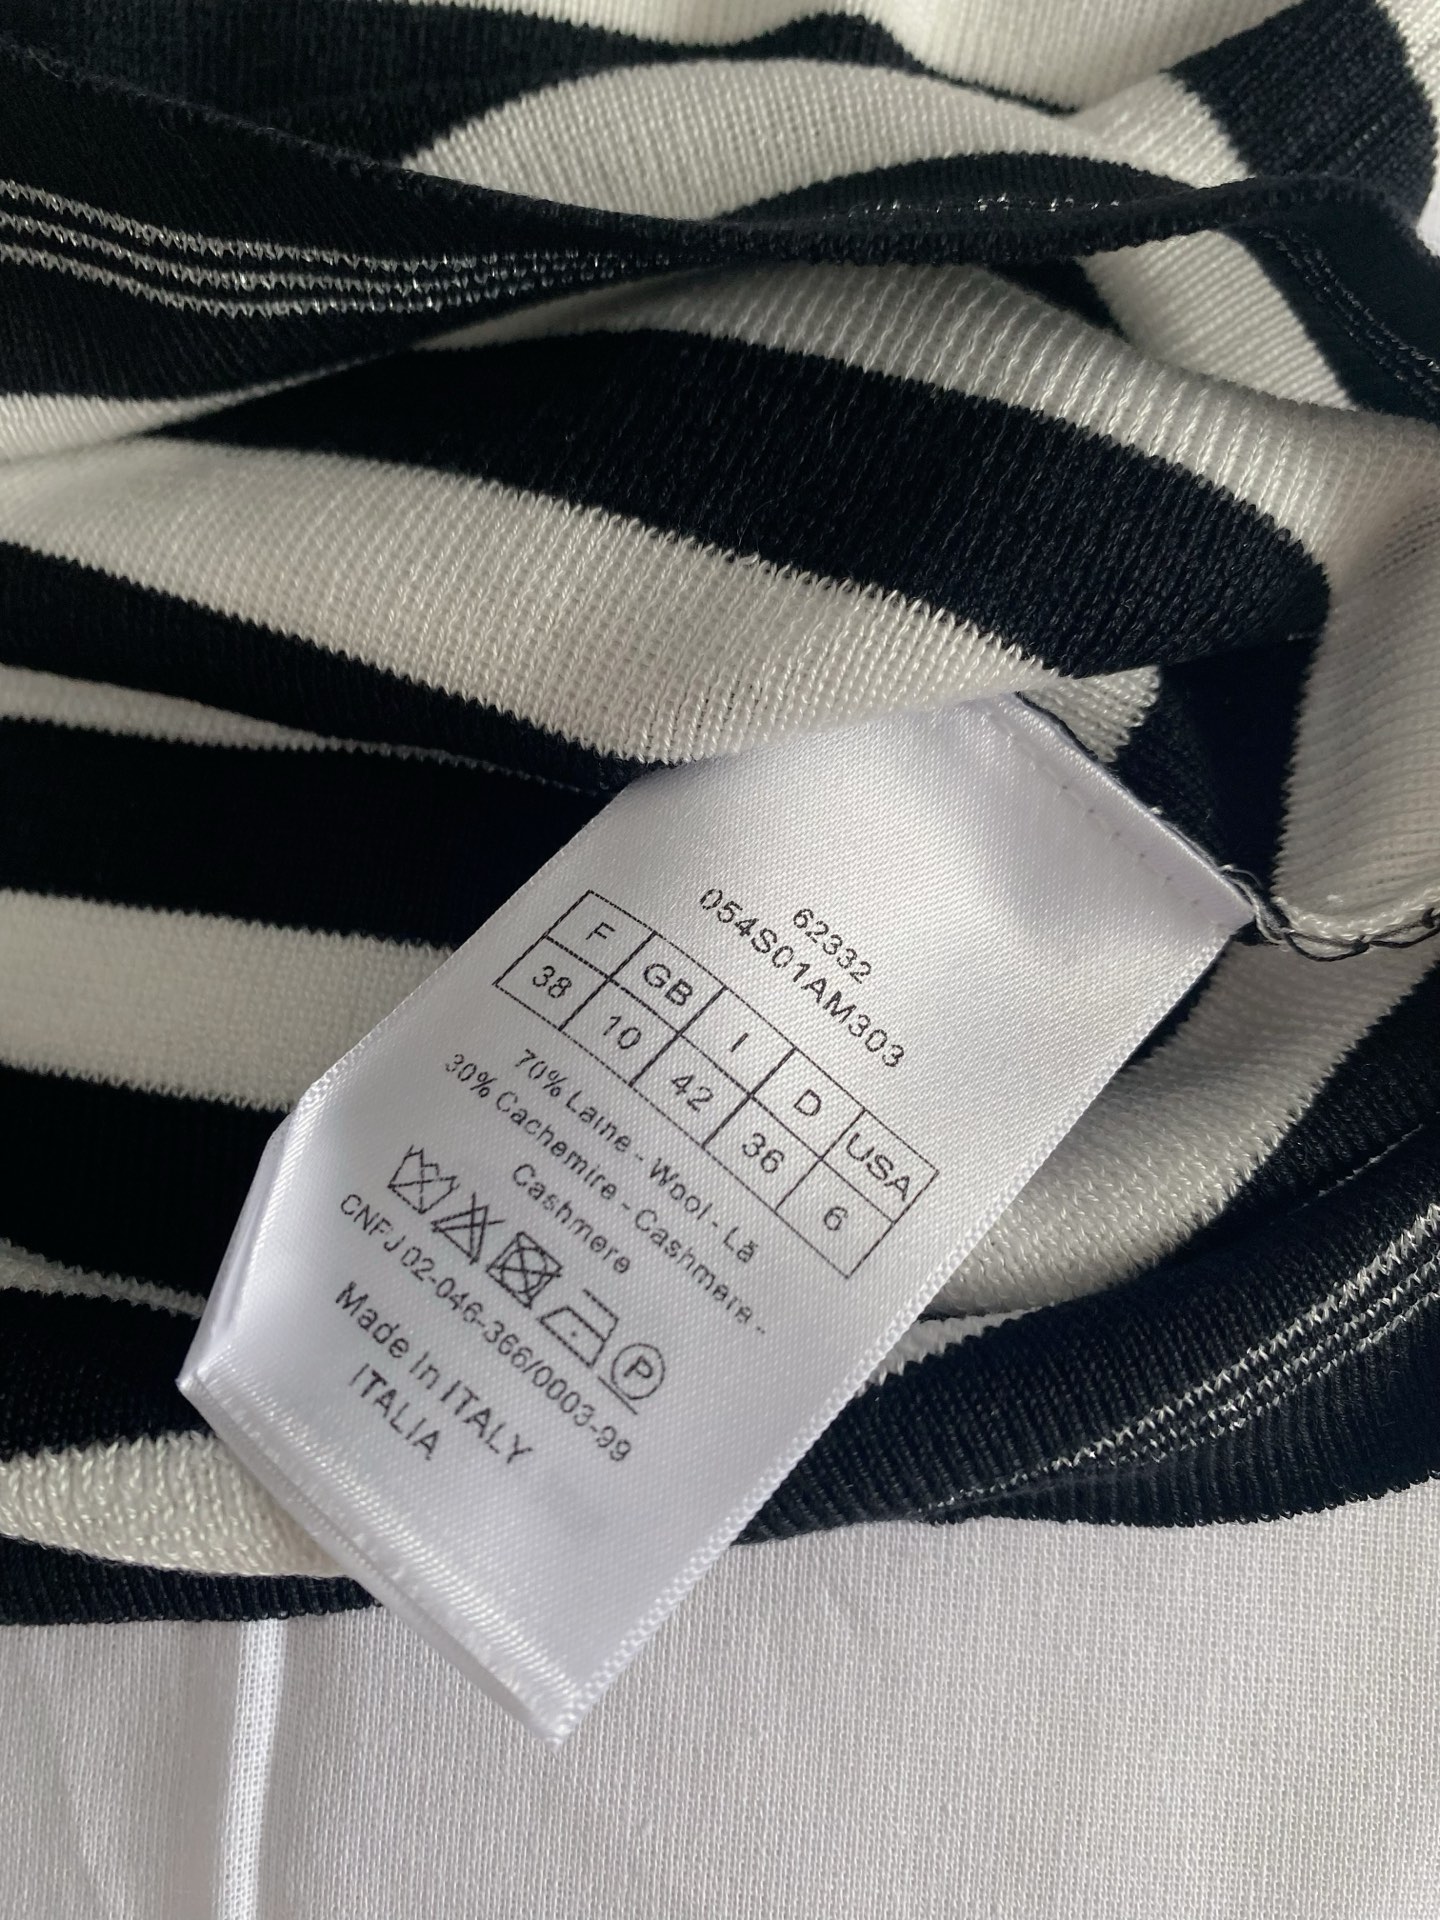 62332
054S01AM303
F GB I D USA
38 10 42 36 6
70% Laine - Wool - Lã
30% Cachemire - Cashmere -
Cashmere
P
CNPJ 02-046-366/0003-99
Made in ITALY
ITALIA